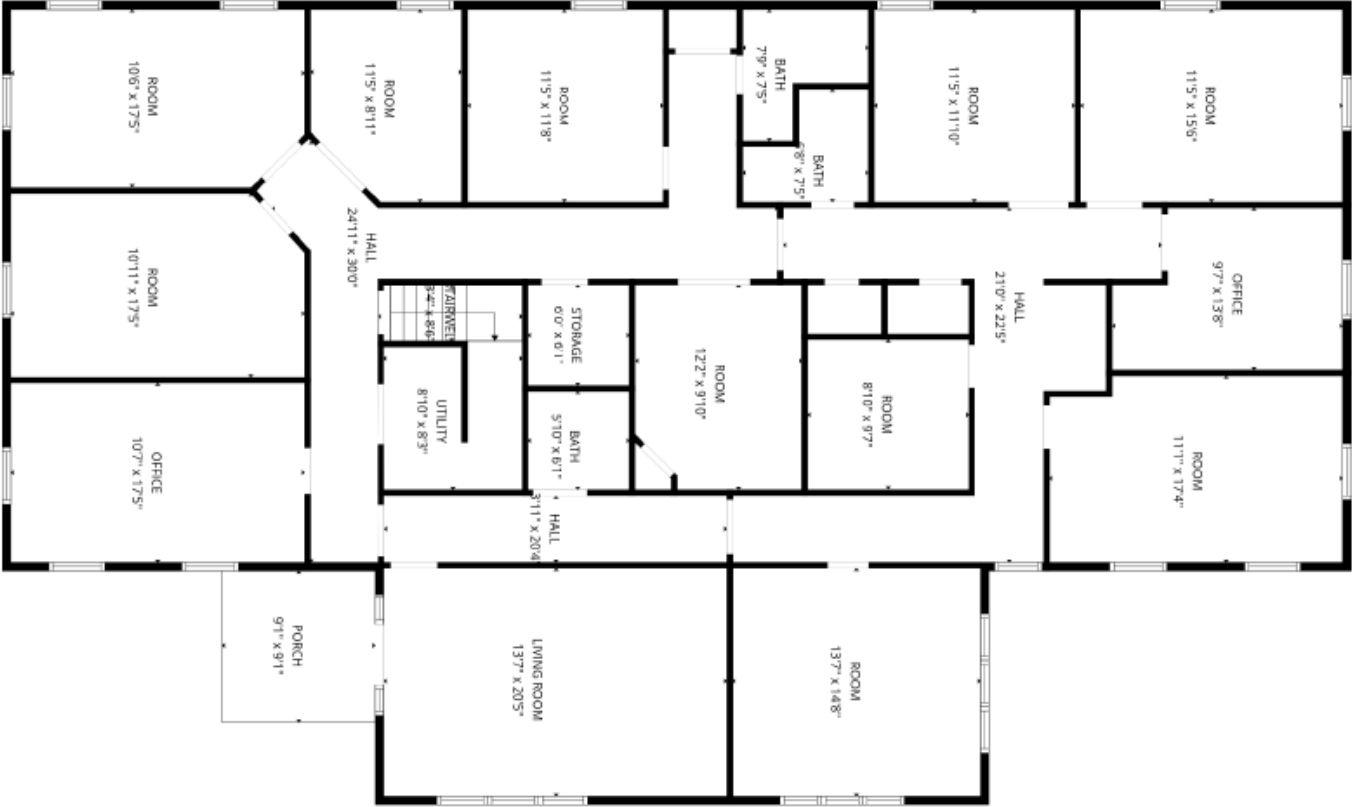 ROOM
10'6" x 17'5"
ROOM
11'5" x 8'11"
ROOM
11'5" x 11'8"
BATH
7'9" x 7'5"
BATH
8" x 7'5"
ROOM
11'5" x 11'10"
ROOM
11'5" x 15'6"
ROOM
10'11" x 17'5"
HALL
24'11" x 30'0"
STAIRWELL
3'4" x 8'6"
STORAGE
6'0" x 6'1"
ROOM
12'2" x 9'10"
ROOM
8'10" x 9'7"
HALL
21'0" x 22'5"
OFFICE
9'7" x 13'8"
OFFICE
10'7" x 17'5"
UTILITY
8'10" x 8'3"
BATH
5'10" x 6'1"
HALL
3'11" x 20'4"
ROOM
11'1" x 17'4"
PORCH
9'1" x 9'1"
LIVING ROOM
13'7" x 20'5"
ROOM
13'7" x 14'8"